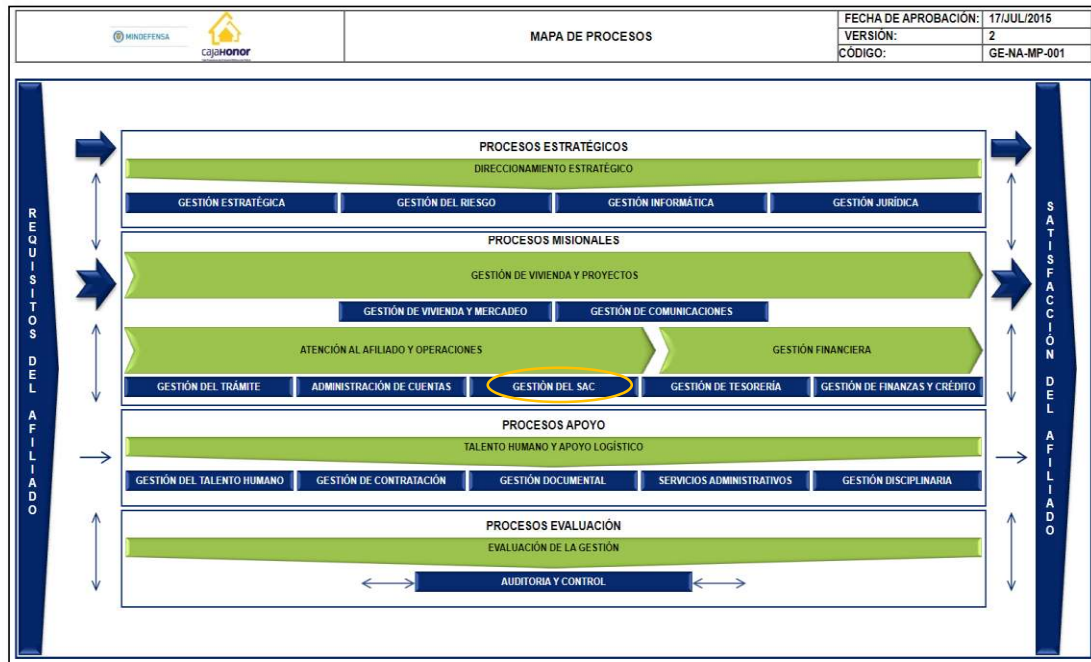 MINDEFENSA
cajaHonor
MAPA DE PROCESOS
FECHA DE APROBACIÓN: 17/JUL/2015
VERSIÓN: 2
CÓDIGO: GE-NA-MP-001
REQUISITOS DEL AFILIADO
PROCESOS ESTRATÉGICOS
DIRECCIONAMIENTO ESTRATÉGICO
GESTIÓN ESTRATÉGICA
GESTIÓN DEL RIESGO
GESTIÓN INFORMÁTICA
GESTIÓN JURÍDICA
PROCESOS MISIONALES
GESTIÓN DE VIVIENDA Y PROYECTOS
GESTIÓN DE VIVIENDA Y MERCADEO
GESTIÓN DE COMUNICACIONES
ATENCIÓN AL AFILIADO Y OPERACIONES
GESTIÓN FINANCIERA
GESTIÓN DEL TRÁMITE
ADMINISTRACIÓN DE CUENTAS
GESTIÓN DEL SAC
GESTIÓN DE TESORERÍA
GESTIÓN DE FINANZAS Y CRÉDITO
PROCESOS APOYO
TALENTO HUMANO Y APOYO LOGÍSTICO
GESTIÓN DEL TALENTO HUMANO
GESTIÓN DE CONTRATACIÓN
GESTIÓN DOCUMENTAL
SERVICIOS ADMINISTRATIVOS
GESTIÓN DISCIPLINARIA
PROCESOS EVALUACIÓN
EVALUACIÓN DE LA GESTIÓN
AUDITORIA Y CONTROL
SATISFACCIÓN DEL AFILIADO